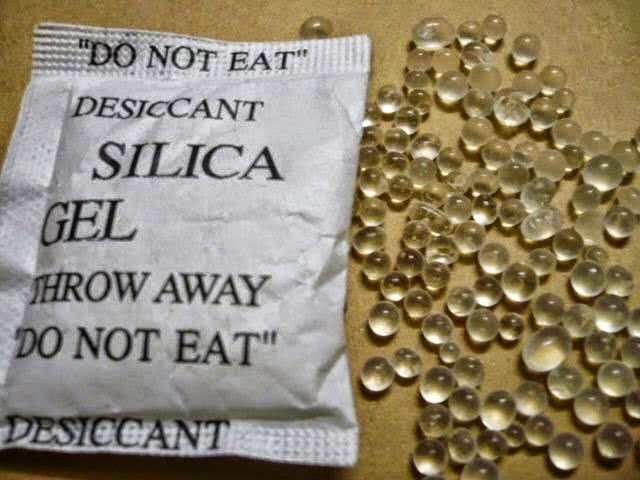 "DO NOT EAT"
DESICCANT
SILICA
GEL
THROW AWAY
"DO NOT EAT"
DESICCANT